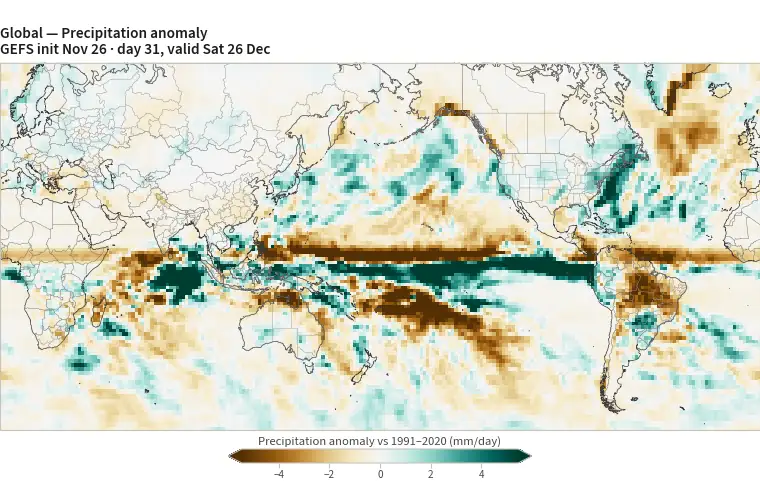 Global — Precipitation anomaly
GEFS init Nov 26 · day 31, valid Sat 26 Dec
Precipitation anomaly vs 1991–2020 (mm/day)
−4 −2 0 2 4